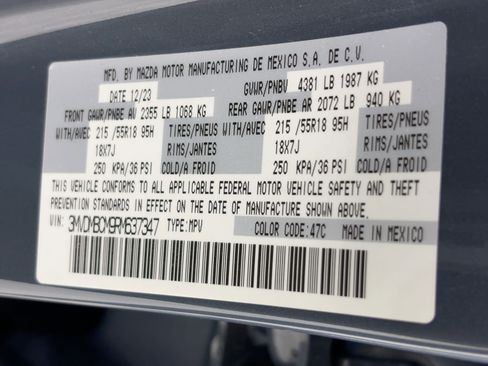 MFD. BY MAZDA MOTOR MANUFACTURING DE MEXICO S.A. DE C.V.
DATE 12/23 GVWR/PNBV 4381 LB 1987 KG
FRONT GAWR/PNBE AV 2355 LB 1068 KG REAR GAWR/PNBE AR 2072 LB 940 KG
WITH/AVEC 215 /55R18 95H TIRES/PNEUS WITH/AVEC 215 /55R18 95H TIRES/PNEUS
18X7J RIMS/JANTES 18X7J RIMS/JANTES
250 KPA/36 PSI COLD/A FROID 250 KPA/36 PSI COLD/A FROID
THIS VEHICLE CONFORMS TO ALL APPLICABLE FEDERAL MOTOR VEHICLE SAFETY AND THEFT
PREVENTION STANDARDS IN EFFECT ON THE DATE OF MANUFACTURE SHOWN ABOVE.
VIN: 3MVDMBCM9RM637347 TYPE: MPV COLOR CODE: 47C MADE IN MEXICO